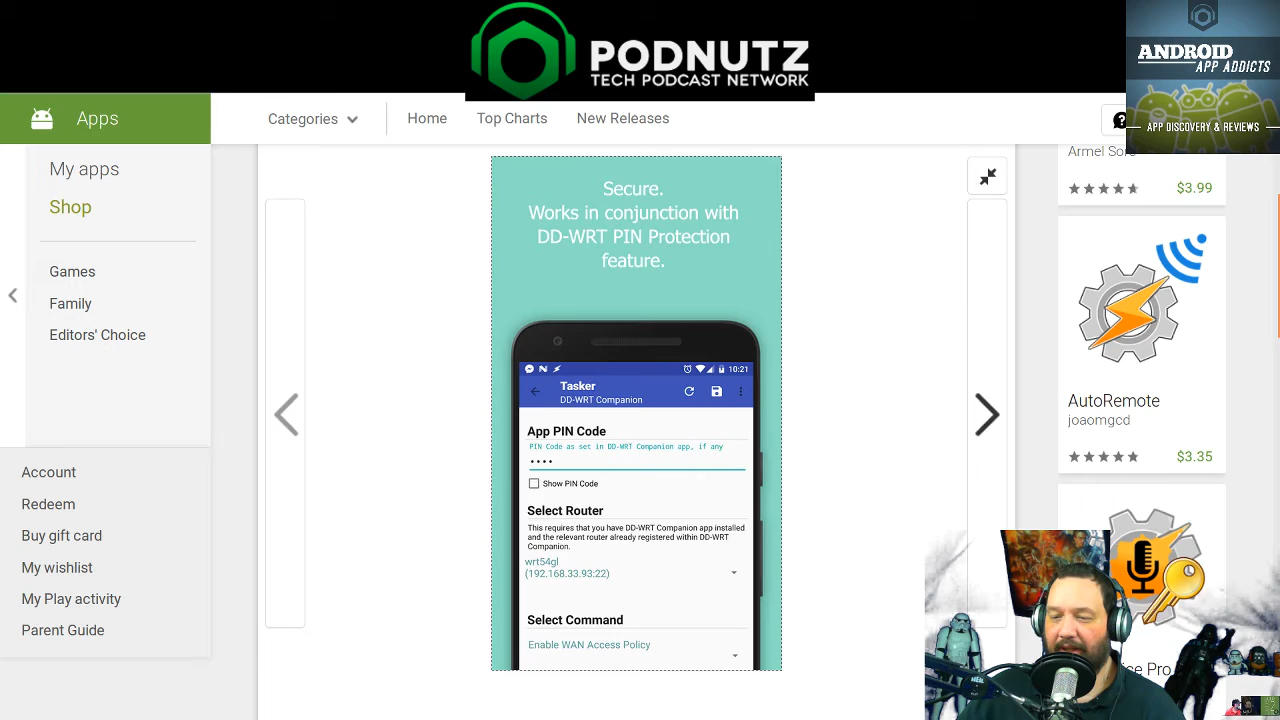 PODNUTZ
TECH PODCAST NETWORK
ANDROID
APP ADDICTS
APP DISCOVERY & REVIEWS
Apps
Categories
Home
Top Charts
New Releases
My apps
Shop
Games
Family
Editors' Choice
Account
Redeem
Buy gift card
My wishlist
My Play activity
Parent Guide
Secure.
Works in conjunction with
DD-WRT PIN Protection
feature.
10:21
Tasker
DD-WRT Companion
App PIN Code
PIN Code as set in DD-WRT Companion app, if any
••••
Show PIN Code
Select Router
This requires that you have DD-WRT Companion app installed
and the relevant router already registered within DD-WRT
Companion.
wrt54gl
(192.168.33.93:22)
Select Command
Enable WAN Access Policy
Armel
$3.99
AutoRemote
joaomgcd
$3.35
Pro